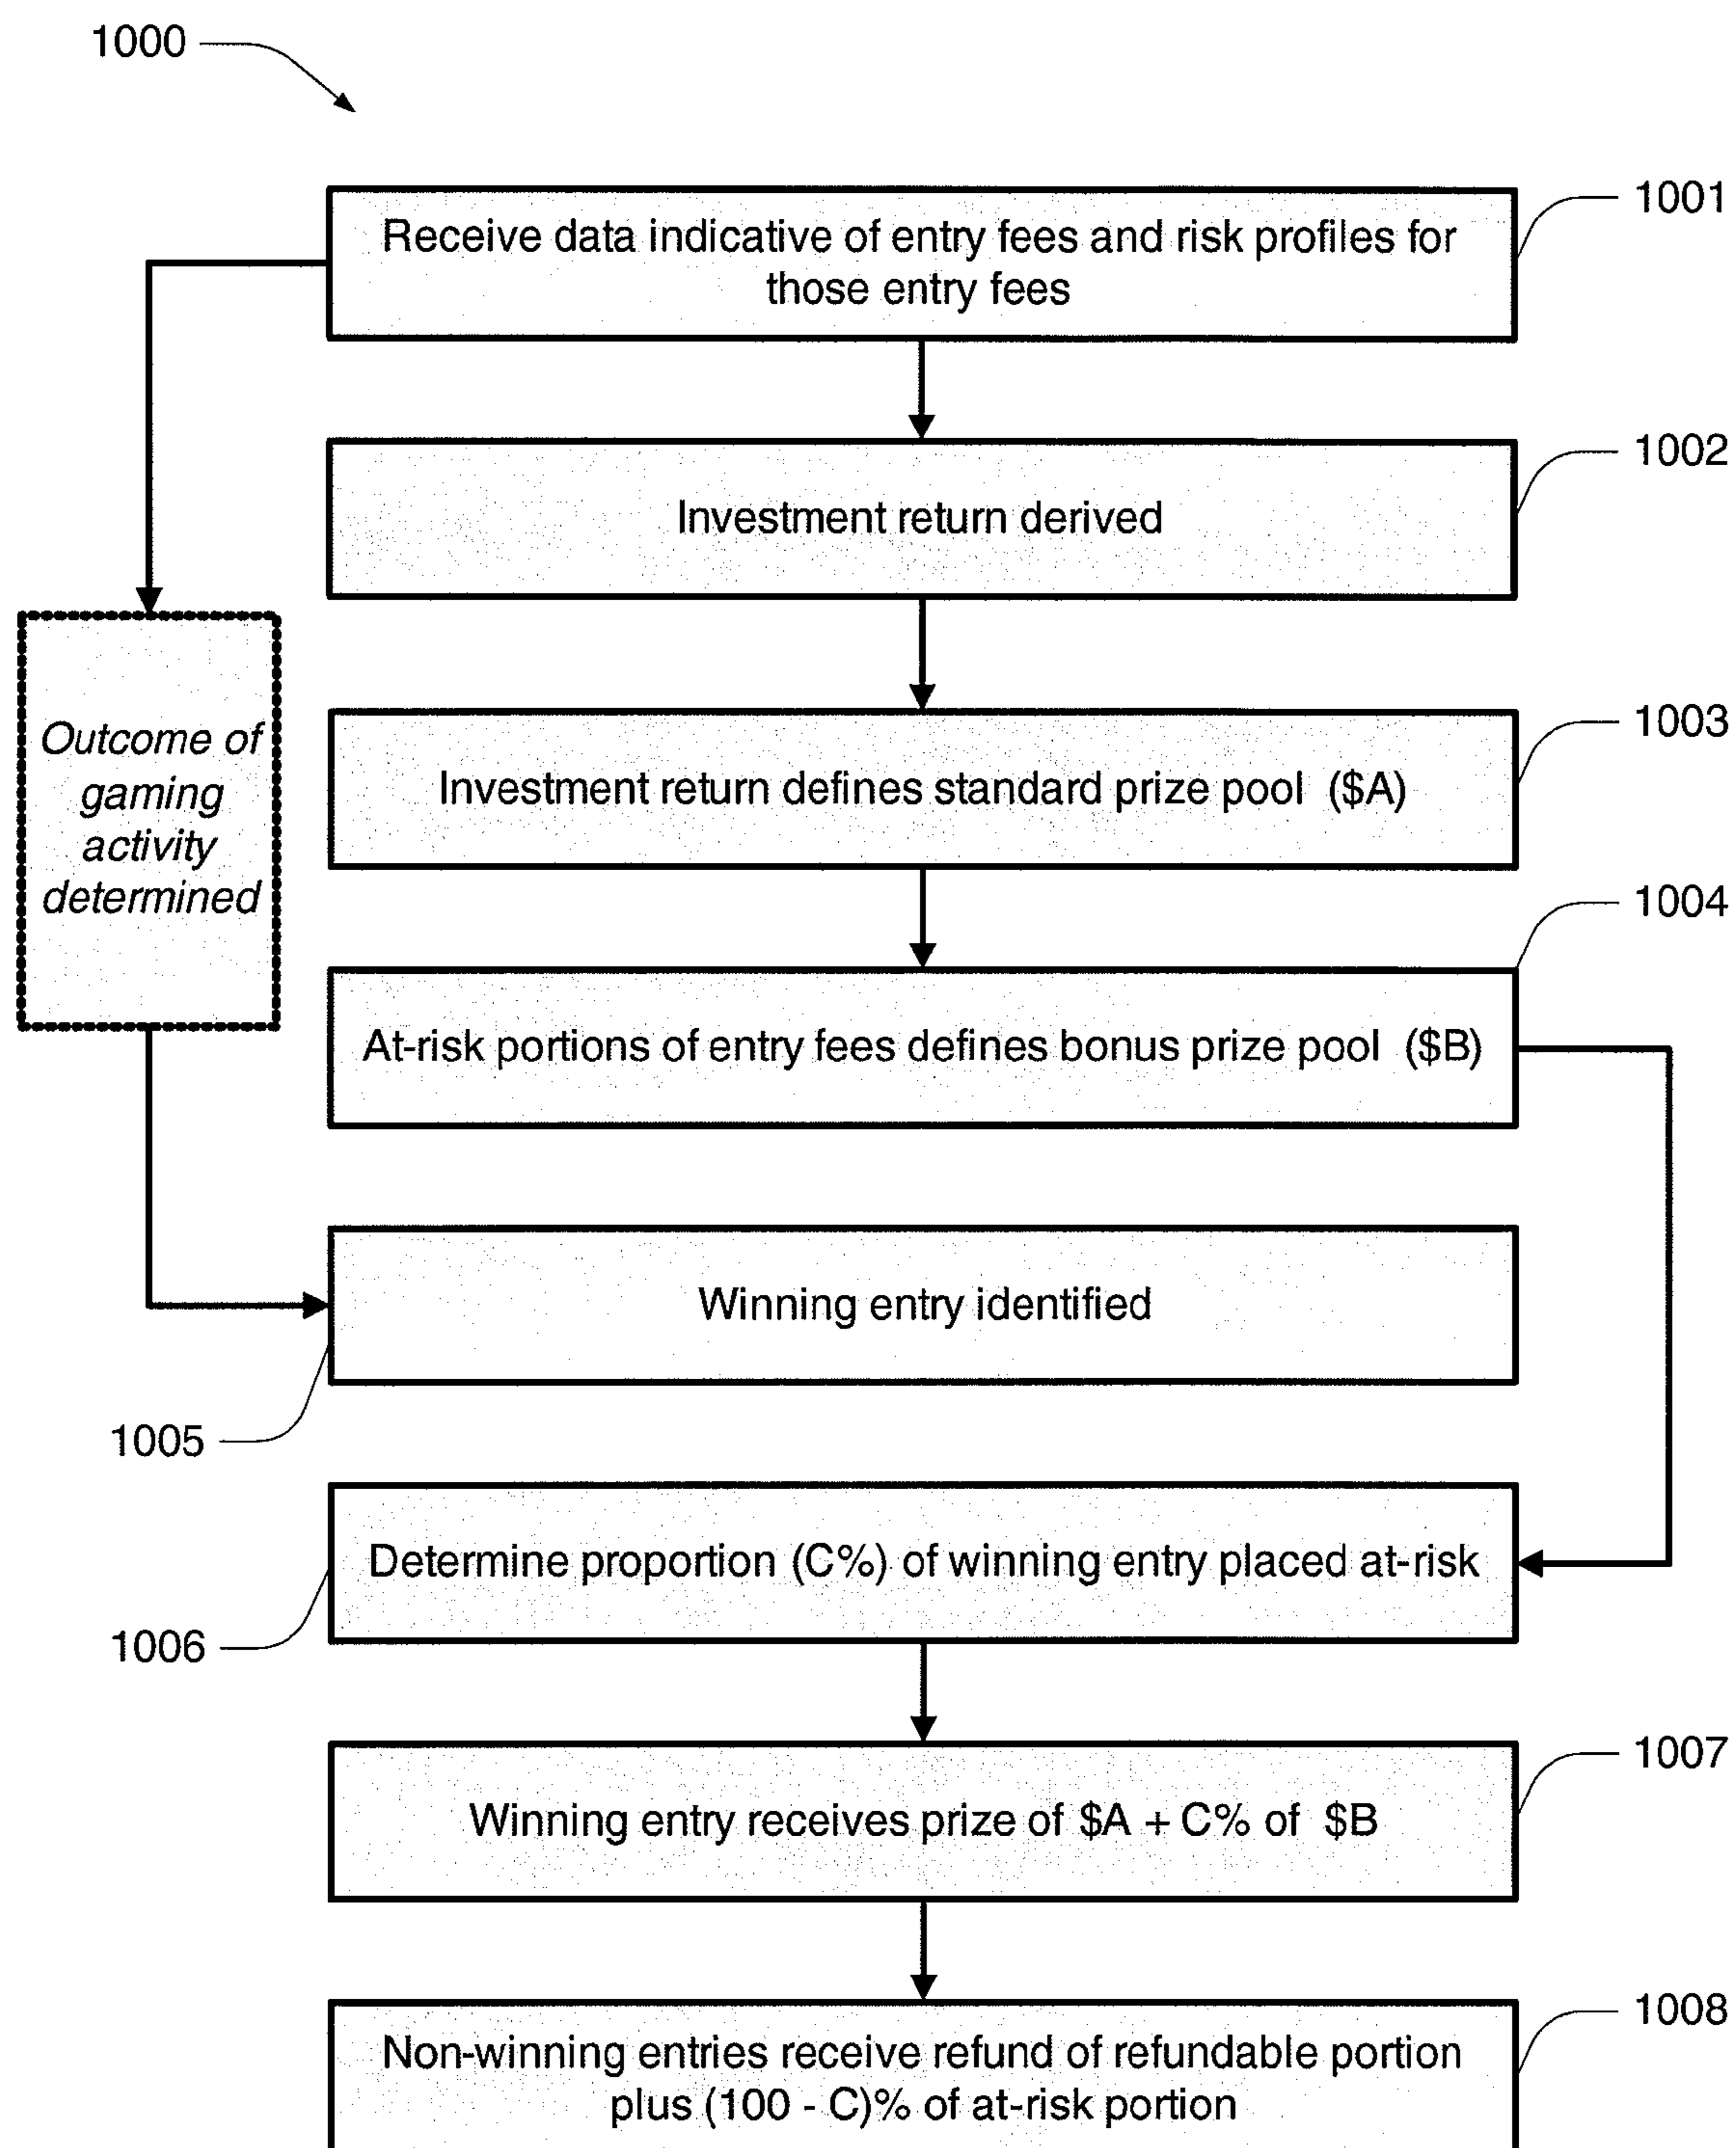 1000
1001
Receive data indicative of entry fees and risk profiles for
those entry fees
1002
Investment return derived
1003
Investment return defines standard prize pool ($A)
Outcome of
gaming
activity
determined
1004
At-risk portions of entry fees defines bonus prize pool ($B)
Winning entry identified
1005
Determine proportion (C%) of winning entry placed at-risk
1006
1007
Winning entry receives prize of $A + C% of $B
1008
Non-winning entries receive refund of refundable portion
plus (100 - C)% of at-risk portion